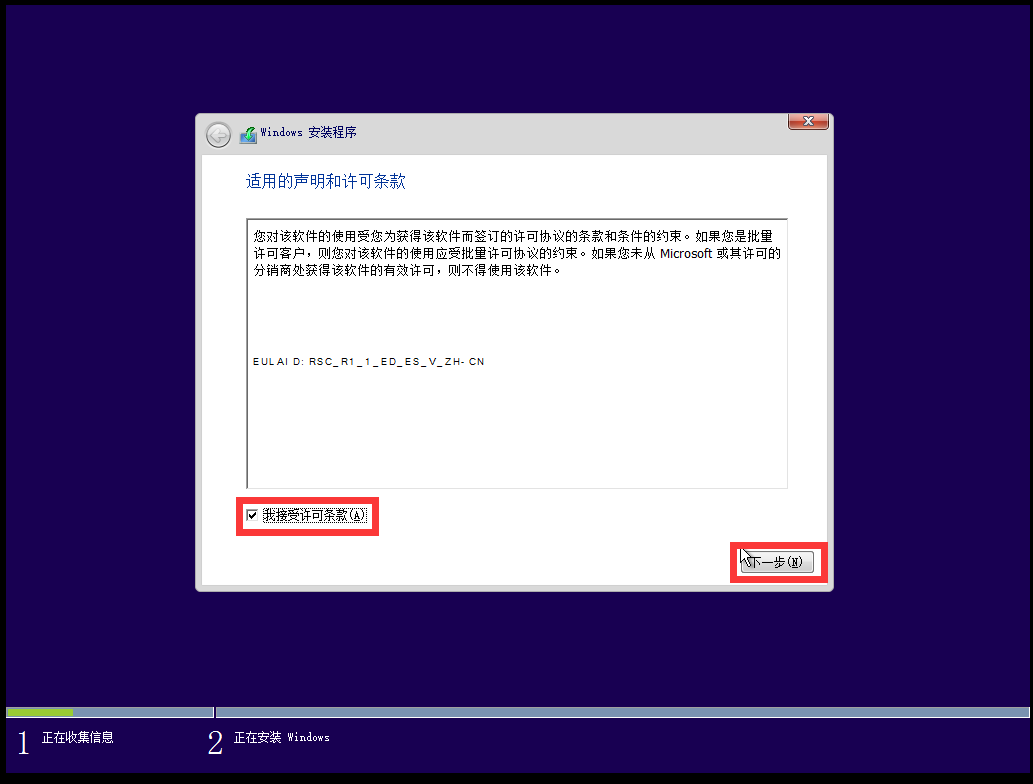 Windows 安装程序
适用的声明和许可条款
您对该软件的使用受您为获得该软件而签订的许可协议的条款和条件的约束。如果您是批量
许可客户，则您对该软件的使用应受批量许可协议的约束。如果您未从 Microsoft 或其许可的
分销商处获得该软件的有效许可，则不得使用该软件。
EULAID: RSC_R1_1_ED_ES_V_ZH-CN
我接受许可条款(A)
下一步(N)
1 正在收集信息
2 正在安装 Windows